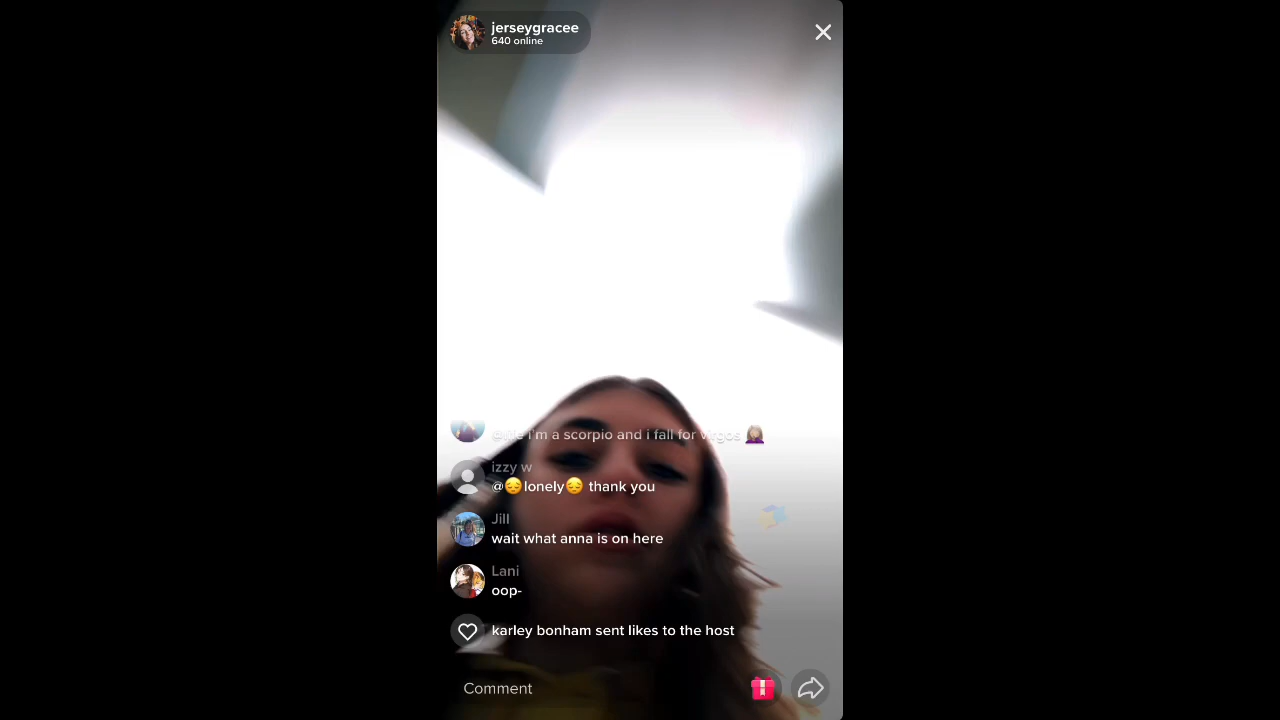 jerseygracee
640 online
i'm a scorpio and i fall for virgos 🤦🏼‍♀️
izzy w
@😔lonely😔 thank you
Jill
wait what anna is on here
Lani
oop-
karley bonham sent likes to the host
Comment